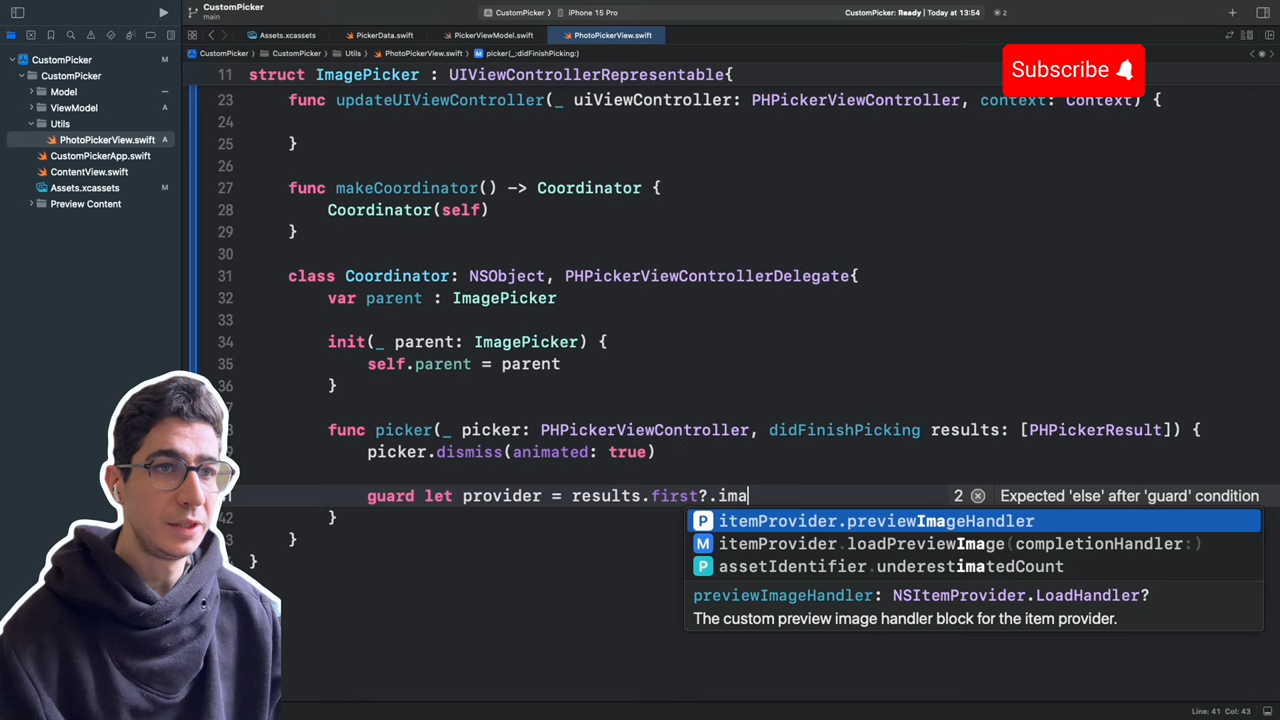 CustomPicker
main
CustomPicker
iPhone 15 Pro
CustomPicker: Ready | Today at 13:54
2
Assets.xcassets
PickerData.swift
PickerViewModel.swift
PhotoPickerView.swift
CustomPicker
CustomPicker
Utils
PhotoPickerView.swift
picker(_:didFinishPicking:)
Subscribe
CustomPicker M
CustomPicker
Model
ViewModel A
Utils
PhotoPickerView.swift A
CustomPickerApp.swift
ContentView.swift
Assets.xcassets M
Preview Content
11 struct ImagePicker : UIViewControllerRepresentable{
23 func updateUIViewController(_ uiViewController: PHPickerViewController, context: Context) {
24
25 }
26
27 func makeCoordinator() -> Coordinator {
28 Coordinator(self)
29 }
30
31 class Coordinator: NSObject, PHPickerViewControllerDelegate{
32 var parent : ImagePicker
33
34 init(_ parent: ImagePicker) {
35 self.parent = parent
36 }
7
8 func picker(_ picker: PHPickerViewController, didFinishPicking results: [PHPickerResult]) {
picker.dismiss(animated: true)
1 guard let provider = results.first?.ima 2 Expected 'else' after 'guard' condition
42 }
3 }
}
P itemProvider.previewImageHandler
M itemProvider.loadPreviewImage(completionHandler:)
P assetIdentifier.underestimatedCount
previewImageHandler: NSItemProvider.LoadHandler?
The custom preview image handler block for the item provider.
Line: 41 Col: 43